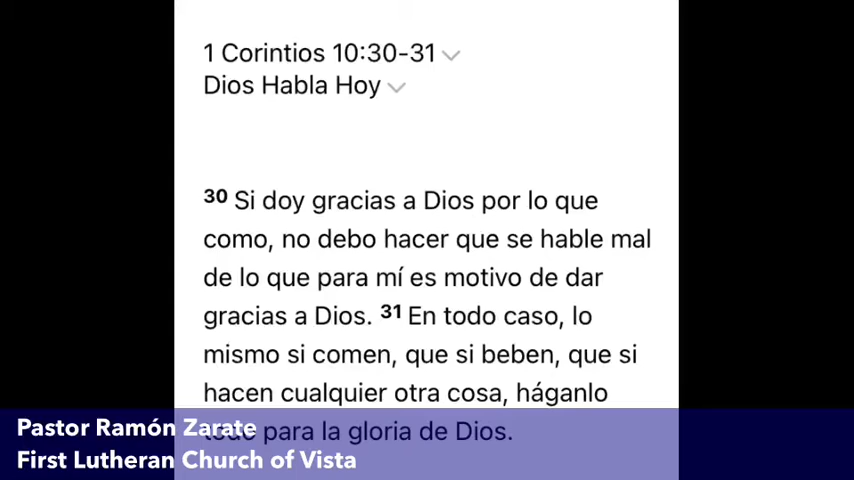 1 Corintios 10:30-31
Dios Habla Hoy
30 Si doy gracias a Dios por lo que
como, no debo hacer que se hable mal
de lo que para mí es motivo de dar
gracias a Dios. 31 En todo caso, lo
mismo si comen, que si beben, que si
hacen cualquier otra cosa, háganlo
todo para la gloria de Dios.
Pastor Ramón Zarate
First Lutheran Church of Vista